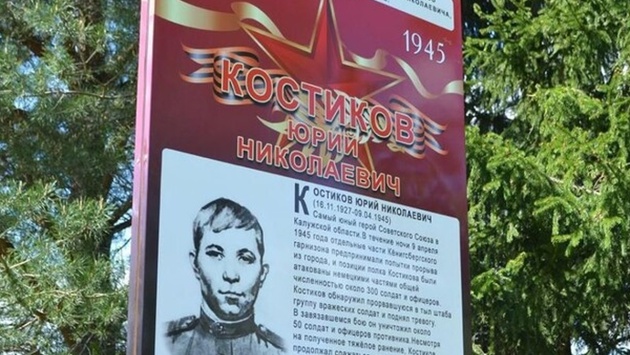 НИКОЛАЕВИЧА,
1945
КОСТИКОВ
ЮРИЙ
НИКОЛАЕВИЧ
КОСТИКОВ ЮРИЙ НИКОЛАЕВИЧ
(18.11.1927-09.04.1945)
Самый юный герой Советского Союза в
Калужской области В течение ночи 9 апреля
1945 года отдельные части Кёнигсбергского
гарнизона предпринимали попытки прорыва
из города, и позиции полка Костикова были
атакованы немецкими частями общей
численностью около 300 солдат и офицеров.
Костиков обнаружил прорвавшуюся в тыл штаба
группу вражеских солдат и поднял тревогу.
В завязавшемся бою он уничтожил около
50 солдат и офицеров противника. Несмотря
на полученное тяжёлое ранение, Костиков
продолжал